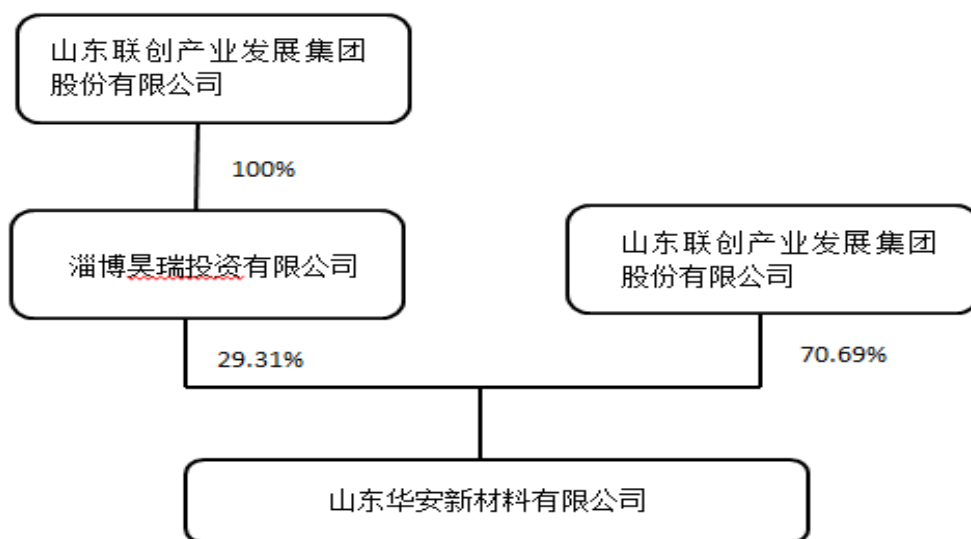 山东联创产业发展集团
股份有限公司
100%
淄博昊瑞投资有限公司
山东联创产业发展集团
股份有限公司
29.31%
70.69%
山东华安新材料有限公司